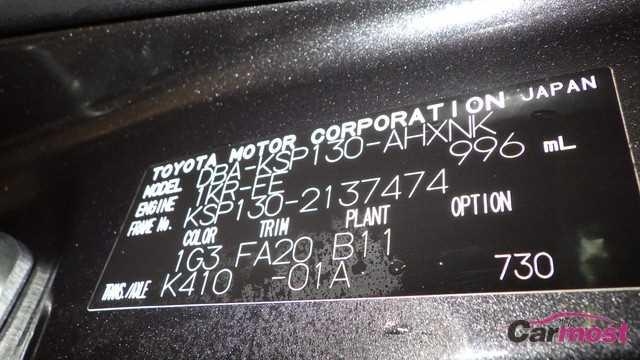 TOYOTA MOTOR CORPORATION JAPAN
MODEL DBA-KSP130-AHXNK
ENGINE 1KR-FE 996 mL
FRAME No. KSP130-2137474
COLOR TRIM PLANT OPTION
1G3 FA20 B11
TRANS./AXLE K410 -01A 730
Carmost